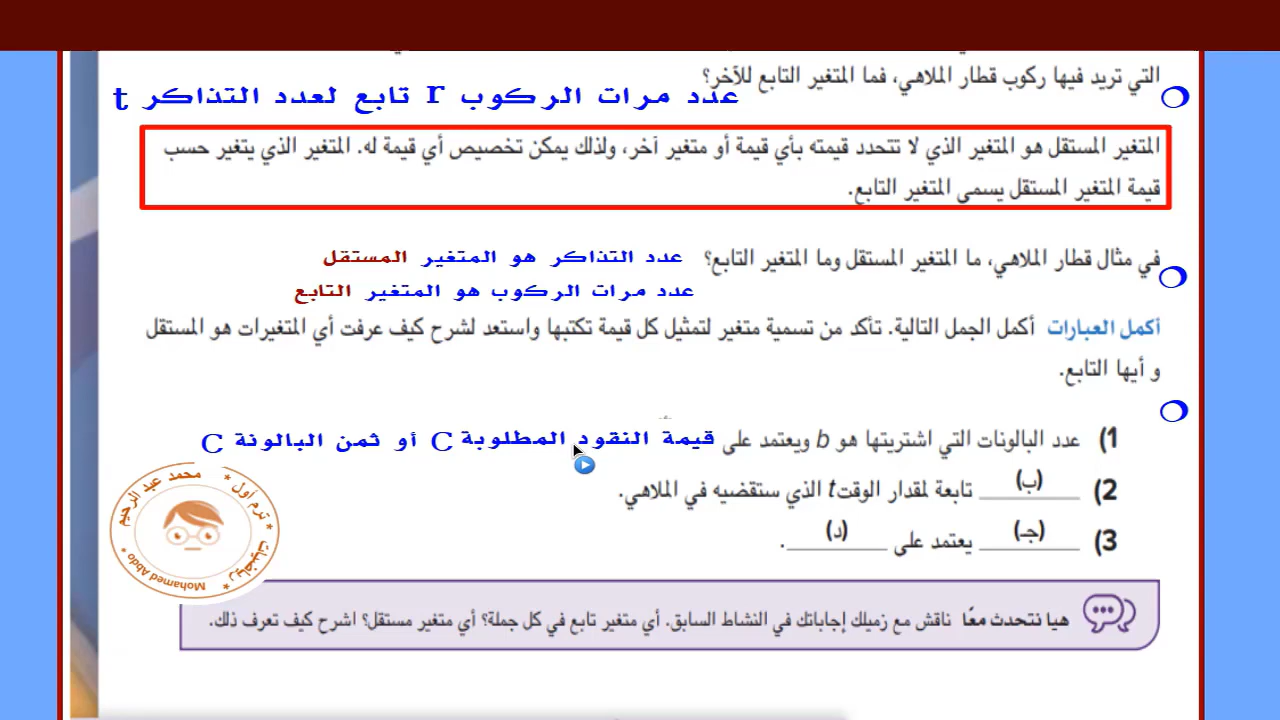 التي تريد فيها ركوب قطار الملاهي، فما المتغير التابع للآخر؟
عدد مرات الركوب r تابع لعدد التذاكر t
المتغير المستقل هو المتغير الذي لا تتحدد قيمته بأي قيمة أو متغير آخر، ولذلك يمكن تخصيص أي قيمة له. المتغير الذي يتغير حسب
قيمة المتغير المستقل يسمى المتغير التابع.
في مثال قطار الملاهي، ما المتغير المستقل وما المتغير التابع؟ عدد التذاكر هو المتغير المستقل
عدد مرات الركوب هو المتغير التابع
أكمل العبارات أكمل الجمل التالية. تأكد من تسمية متغير لتمثيل كل قيمة تكتبها واستعد لشرح كيف عرفت أي المتغيرات هو المستقل
و أيها التابع.
1) عدد البالونات التي اشتريتها هو b ويعتمد على قيمة النقود المطلوبة C أو ثمن البالونة C
2) (ب) تابعة لمقدار الوقت t الذي ستقضيه في الملاهي.
3) (جـ) يعتمد على (د) .
محمد عبد الرحيم * ترم أول * رياضيات * Mohamed Abdo *
هيا نتحدث معًا ناقش مع زميلك إجاباتك في النشاط السابق. أي متغير تابع في كل جملة؟ أي متغير مستقل؟ اشرح كيف تعرف ذلك.